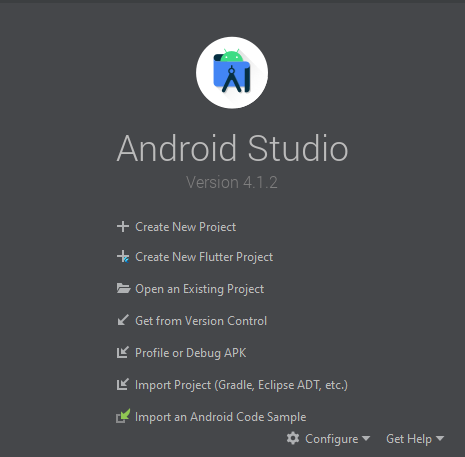 Android Studio
Version 4.1.2
Create New Project
Create New Flutter Project
Open an Existing Project
Get from Version Control
Profile or Debug APK
Import Project (Gradle, Eclipse ADT, etc.)
Import an Android Code Sample
Configure Get Help